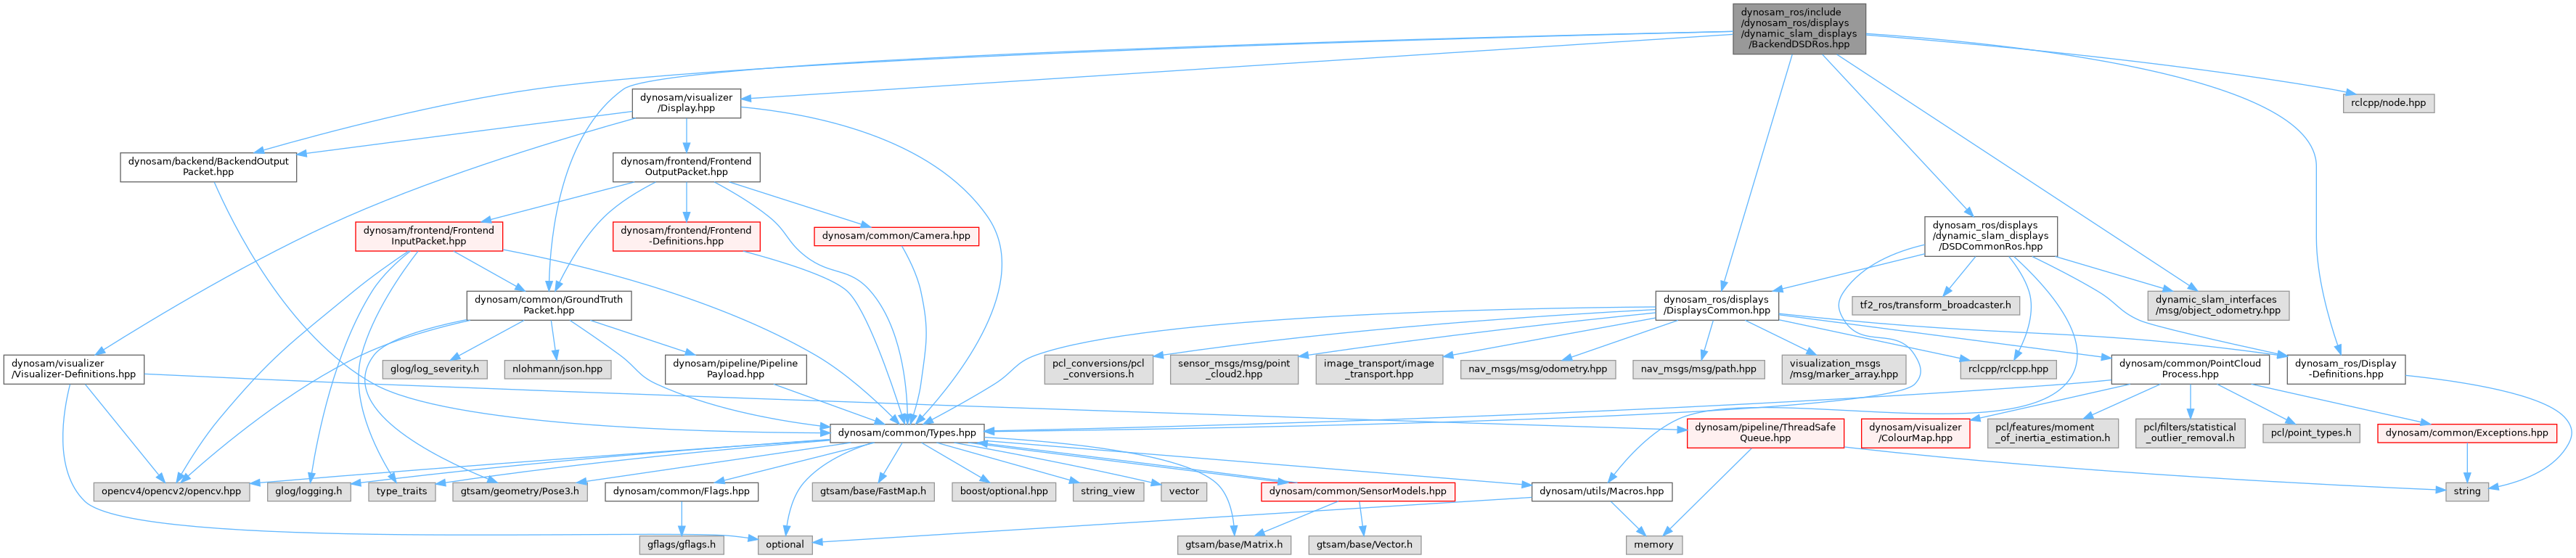 dynosam_ros/include
/dynosam_ros/displays
/dynamic_slam_displays
/BackendDSDRos.hpp
dynosam/visualizer
/Display.hpp
rclcpp/node.hpp
dynosam/backend/BackendOutput
Packet.hpp
dynosam/frontend/Frontend
OutputPacket.hpp
dynosam/frontend/Frontend
InputPacket.hpp
dynosam/frontend/Frontend
-Definitions.hpp
dynosam/common/Camera.hpp
dynosam_ros/displays
/dynamic_slam_displays
/DSDCommonRos.hpp
dynosam/common/GroundTruth
Packet.hpp
dynosam_ros/displays
/DisplaysCommon.hpp
tf2_ros/transform_broadcaster.h
dynamic_slam_interfaces
/msg/object_odometry.hpp
dynosam/visualizer
/Visualizer-Definitions.hpp
glog/log_severity.h
nlohmann/json.hpp
dynosam/pipeline/Pipeline
Payload.hpp
pcl_conversions/pcl
_conversions.h
sensor_msgs/msg/point
_cloud2.hpp
image_transport/image
_transport.hpp
nav_msgs/msg/odometry.hpp
nav_msgs/msg/path.hpp
visualization_msgs
/msg/marker_array.hpp
rclcpp/rclcpp.hpp
dynosam/common/PointCloud
Process.hpp
dynosam_ros/Display
-Definitions.hpp
dynosam/common/Types.hpp
dynosam/pipeline/ThreadSafe
Queue.hpp
dynosam/visualizer
/ColourMap.hpp
pcl/features/moment
_of_inertia_estimation.h
pcl/filters/statistical
_outlier_removal.h
pcl/point_types.h
dynosam/common/Exceptions.hpp
opencv4/opencv2/opencv.hpp
glog/logging.h
type_traits
gtsam/geometry/Pose3.h
dynosam/common/Flags.hpp
gtsam/base/FastMap.h
boost/optional.hpp
string_view
vector
dynosam/common/SensorModels.hpp
dynosam/utils/Macros.hpp
string
gflags/gflags.h
optional
gtsam/base/Matrix.h
gtsam/base/Vector.h
memory